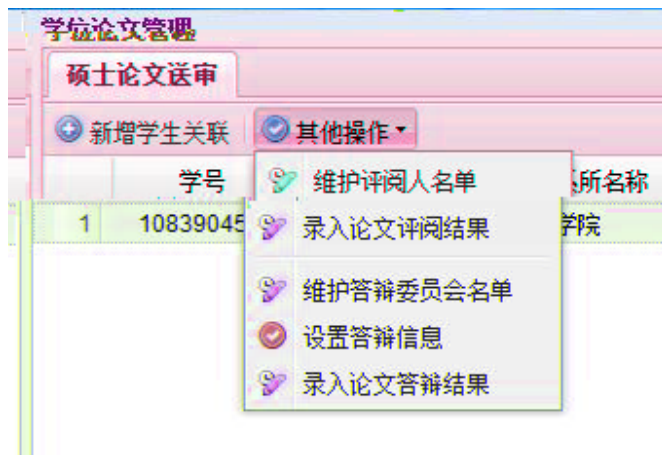 学位论文管理
硕士论文送审
新增学生关联 其他操作
学号 所名称
1 10839045 学院
维护评阅人名单
录入论文评阅结果
维护答辩委员会名单
设置答辩信息
录入论文答辩结果